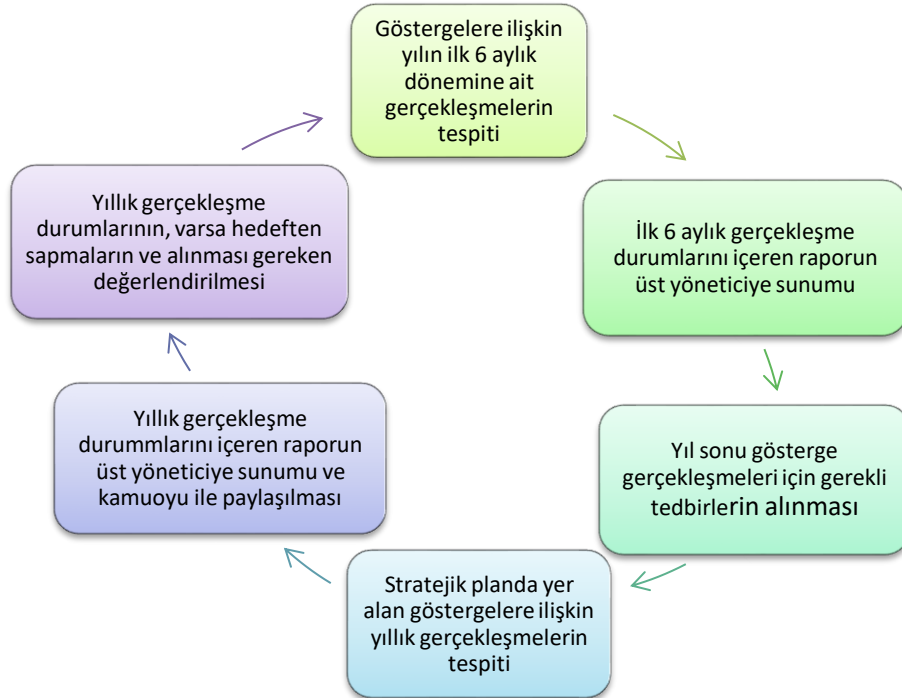 Göstergelere ilişkin
yılın ilk 6 aylık
dönemine ait
gerçekleşmelerin
tespiti
İlk 6 aylık gerçekleşme
durumlarını içeren raporun
üst yöneticiye sunumu
Yıl sonu gösterge
gerçekleşmeleri için gerekli
tedbirlerin alınması
Stratejik planda yer
alan göstergelere ilişkin
yıllık gerçekleşmelerin
tespiti
Yıllık gerçekleşme
durummlarını içeren raporun
üst yöneticiye sunumu ve
kamuoyu ile paylaşılması
Yıllık gerçekleşme
durumlarının, varsa hedeften
sapmaların ve alınması gereken
değerlendirilmesi